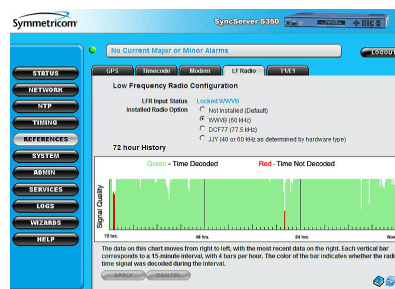 Symmetricom
SyncServer S350
No Current Major or Minor Alarms
LOGOU
STATUS
NETWORK
NTP
TIMING
REFERENCES
SYSTEM
ADMIN
SERVICES
LOGS
WIZARDS
HELP
GPS Timecode Modem LF Radio T1/E1
Low Frequency Radio Configuration
LFR Input Status Locked WWVB
Installed Radio Option Not Installed (Default)
WWVB (60 kHz)
DCF77 (77.5 kHz)
JJY (40 or 60 kHz as determined by hardware type)
72 hour History
Green - Time Decoded Red - Time Not Decoded
Signal Quality
72 hrs. 48 hrs. 24 hrs. Now
The data on this chart moves from right to left, with the most recent data on the right. Each vertical bar
corresponds to a 15-minute interval, with 4 bars per hour. The color of the bar indicates whether the radi
time signal was decoded during the interval.
APPLY CANCEL